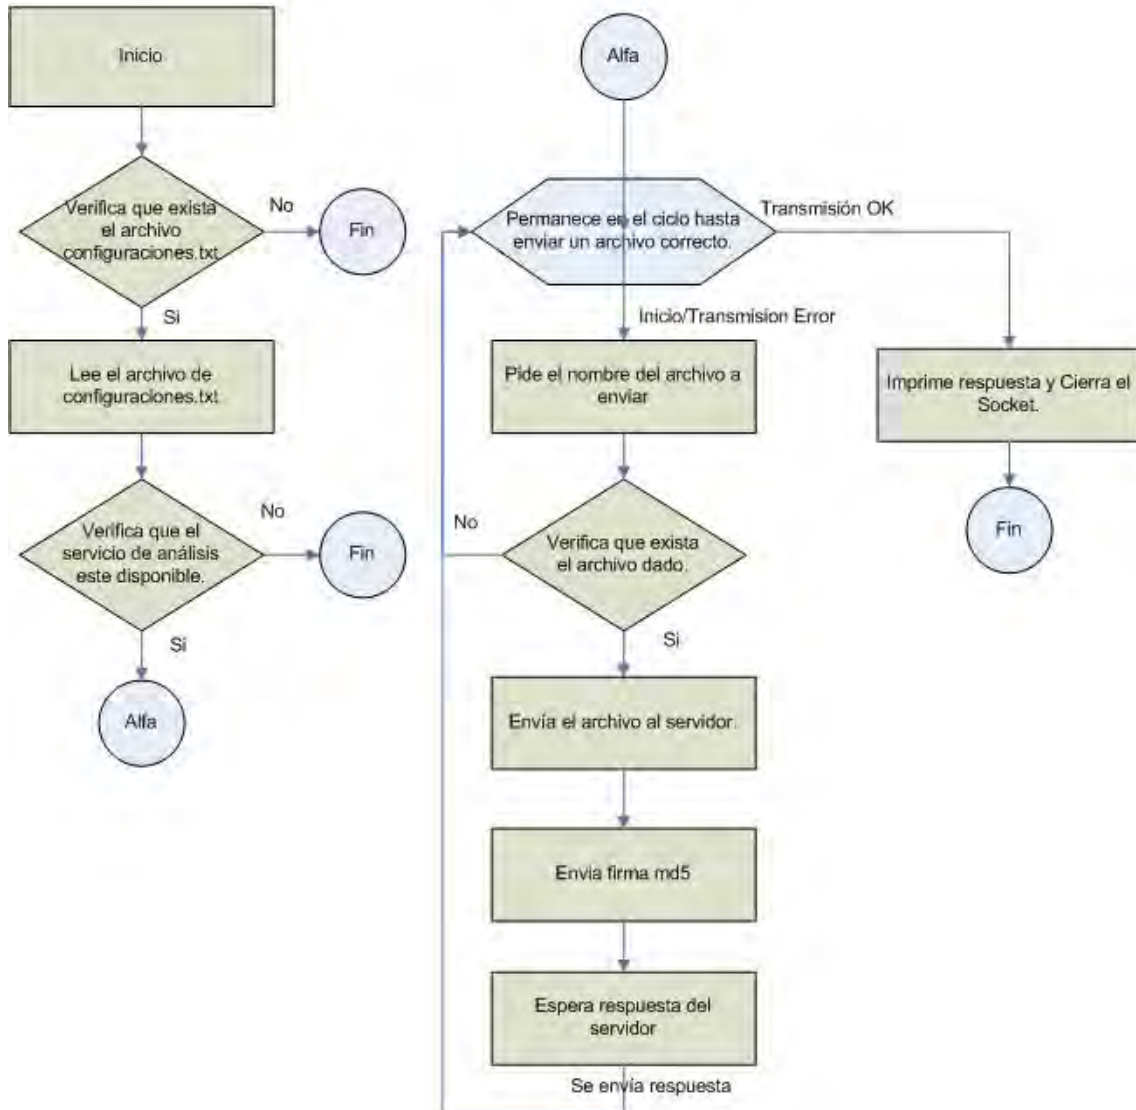 Inicio
Verifica que exista
el archivo
configuraciones.txt
No
Fin
Si
Lee el archivo de
configuraciones.txt
Verifica que el
servicio de análisis
este disponible.
No
Fin
Si
Alfa
Alfa
Permanece en el ciclo hasta
enviar un archivo correcto.
Transmisión OK
Inicio/Transmision Error
Pide el nombre del archivo a
enviar
Imprime respuesta y Cierra el
Socket.
Fin
Verifica que exista
el archivo dado.
No
Si
Envía el archivo al servidor.
Envia firma md5
Espera respuesta del
servidor
Se envía respuesta